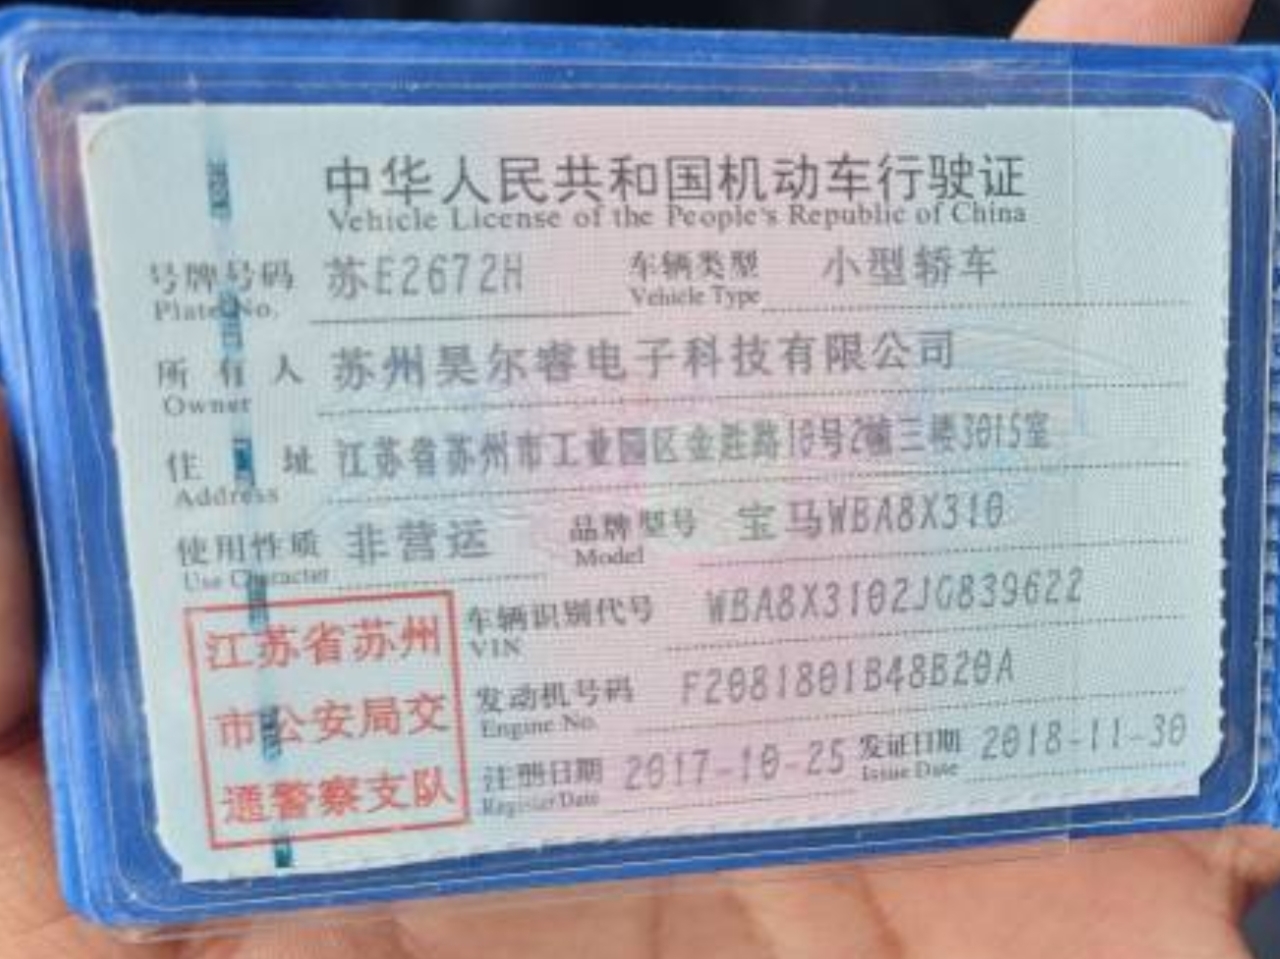 中华人民共和国机动车行驶证
Vehicle License of the People's Republic of China
号牌号码 苏E2672H 车辆类型 小型轿车
Plate No. Vehicle Type
所有人 苏州昊尔睿电子科技有限公司
Owner
住址 江苏省苏州市工业园区金胜路10号2幢三楼3015室
Address
使用性质 非营运 品牌型号 宝马WBA8X310
Use Character Model
车辆识别代号 WBA8X3102JG839622
VIN
发动机号码 F2081801B48B20A
Engine No.
注册日期 2017-10-25 发证日期 2018-11-30
Register Date Issue Date
江苏省苏州
市公安局交
通警察支队